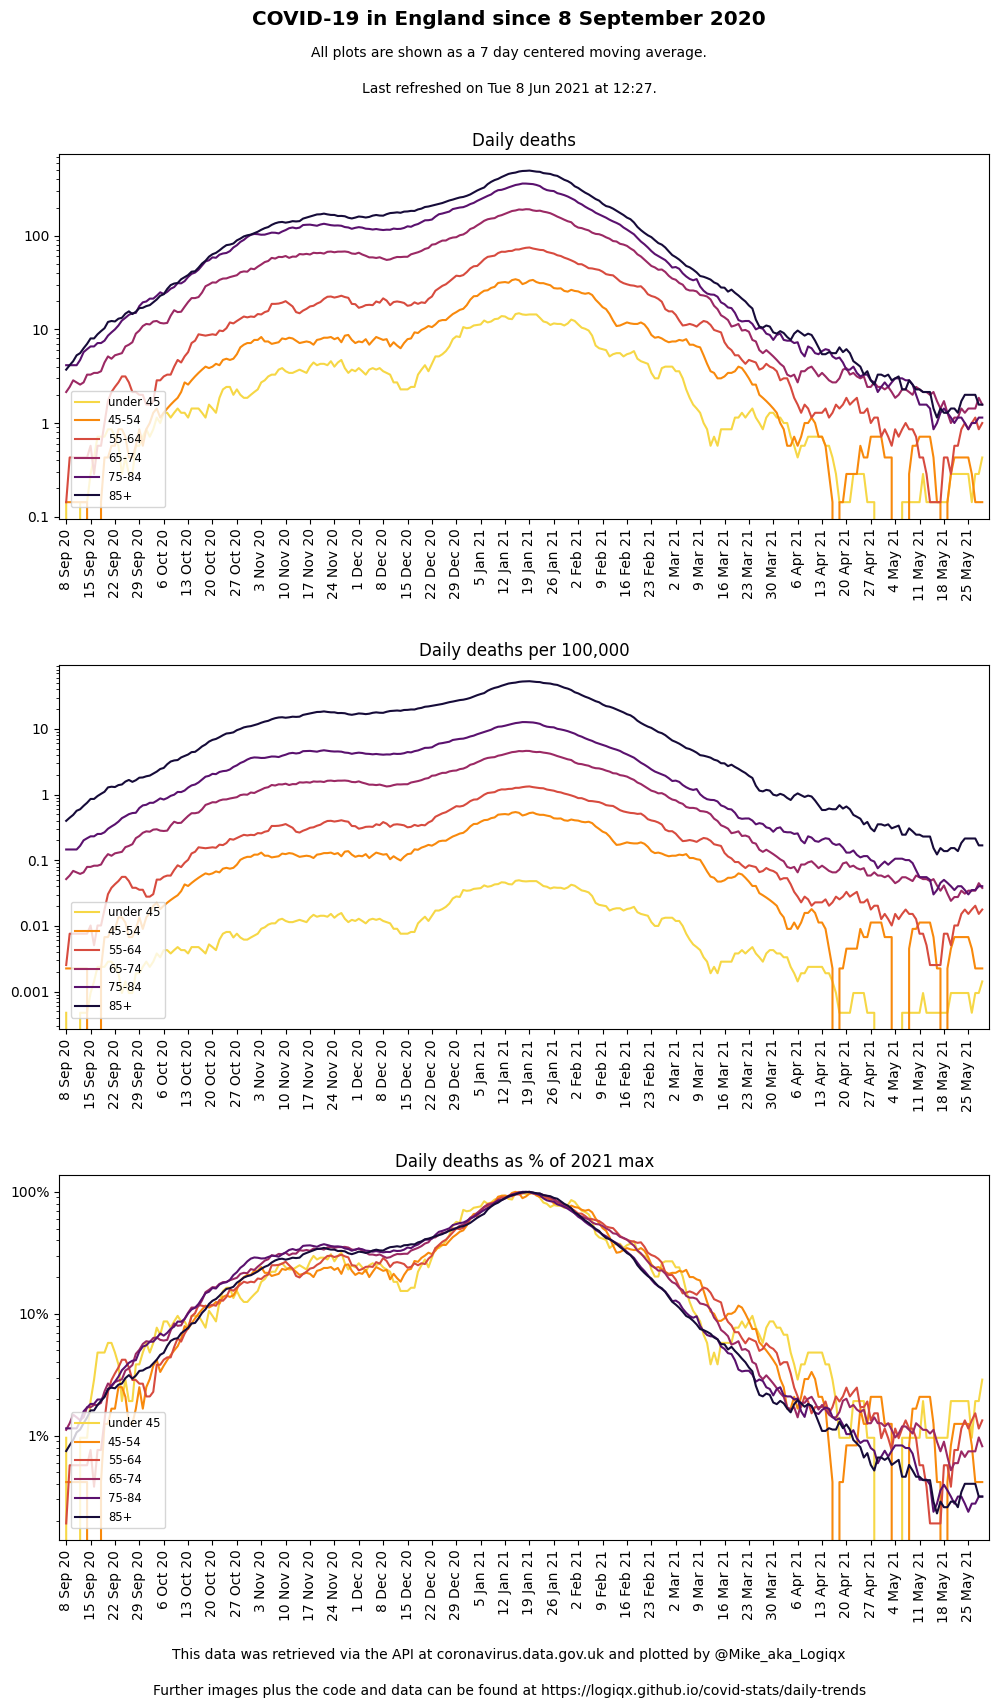 COVID-19 in England since 8 September 2020
All plots are shown as a 7 day centered moving average.
Last refreshed on Tue 8 Jun 2021 at 12:27.
Daily deaths
100
10
1
0.1
under 45
45-54
55-64
65-74
75-84
85+
8 Sep 20
15 Sep 20
22 Sep 20
29 Sep 20
6 Oct 20
13 Oct 20
20 Oct 20
27 Oct 20
3 Nov 20
10 Nov 20
17 Nov 20
24 Nov 20
1 Dec 20
8 Dec 20
15 Dec 20
22 Dec 20
29 Dec 20
5 Jan 21
12 Jan 21
19 Jan 21
26 Jan 21
2 Feb 21
9 Feb 21
16 Feb 21
23 Feb 21
2 Mar 21
9 Mar 21
16 Mar 21
23 Mar 21
30 Mar 21
6 Apr 21
13 Apr 21
20 Apr 21
27 Apr 21
4 May 21
11 May 21
18 May 21
25 May 21
Daily deaths per 100,000
10
1
0.1
0.01
0.001
under 45
45-54
55-64
65-74
75-84
85+
8 Sep 20
15 Sep 20
22 Sep 20
29 Sep 20
6 Oct 20
13 Oct 20
20 Oct 20
27 Oct 20
3 Nov 20
10 Nov 20
17 Nov 20
24 Nov 20
1 Dec 20
8 Dec 20
15 Dec 20
22 Dec 20
29 Dec 20
5 Jan 21
12 Jan 21
19 Jan 21
26 Jan 21
2 Feb 21
9 Feb 21
16 Feb 21
23 Feb 21
2 Mar 21
9 Mar 21
16 Mar 21
23 Mar 21
30 Mar 21
6 Apr 21
13 Apr 21
20 Apr 21
27 Apr 21
4 May 21
11 May 21
18 May 21
25 May 21
Daily deaths as % of 2021 max
100%
10%
1%
under 45
45-54
55-64
65-74
75-84
85+
8 Sep 20
15 Sep 20
22 Sep 20
29 Sep 20
6 Oct 20
13 Oct 20
20 Oct 20
27 Oct 20
3 Nov 20
10 Nov 20
17 Nov 20
24 Nov 20
1 Dec 20
8 Dec 20
15 Dec 20
22 Dec 20
29 Dec 20
5 Jan 21
12 Jan 21
19 Jan 21
26 Jan 21
2 Feb 21
9 Feb 21
16 Feb 21
23 Feb 21
2 Mar 21
9 Mar 21
16 Mar 21
23 Mar 21
30 Mar 21
6 Apr 21
13 Apr 21
20 Apr 21
27 Apr 21
4 May 21
11 May 21
18 May 21
25 May 21
This data was retrieved via the API at coronavirus.data.gov.uk and plotted by @Mike_aka_Logiqx
Further images plus the code and data can be found at https://logiqx.github.io/covid-stats/daily-trends